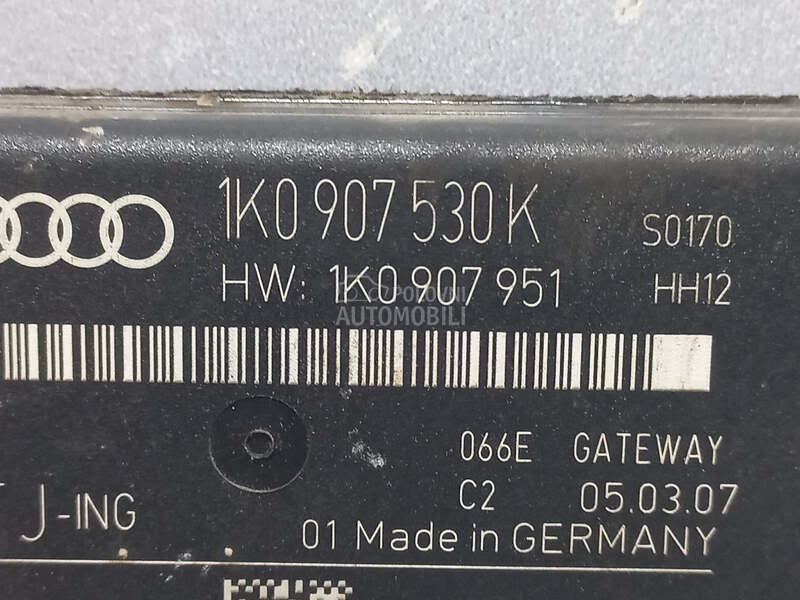 1K0 907 530 K S0170
HW: 1K0 907 951 HH12
POLOVNI
AUTOMOBILI
066E GATEWAY
J-ING C2 05.03.07
01 Made in GERMANY